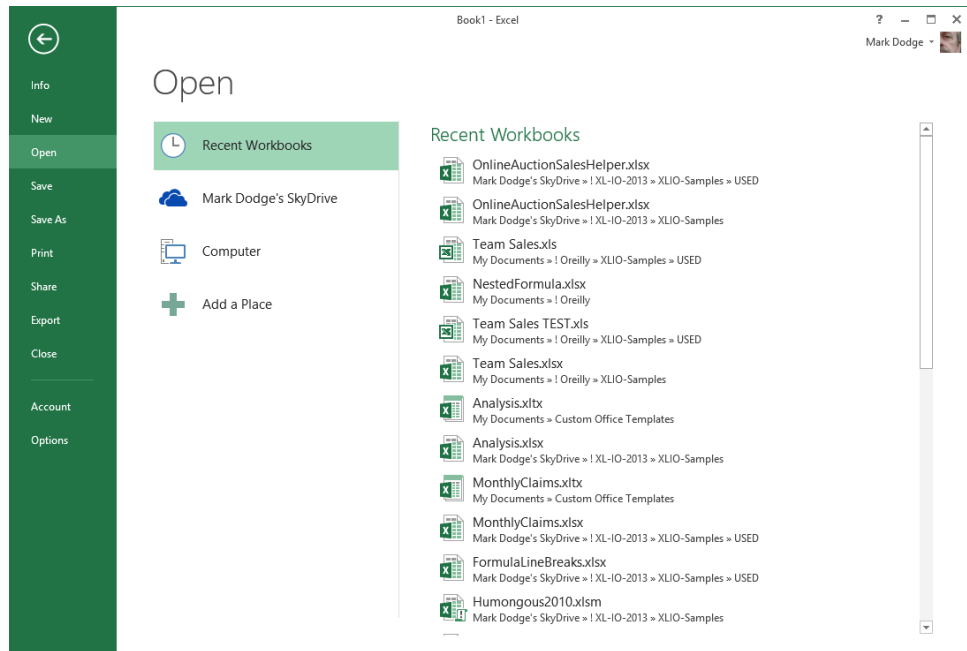 Book1 - Excel
?
Mark Dodge
Info
New
Open
Save
Save As
Print
Share
Export
Close
Account
Options
Open
Recent Workbooks
Mark Dodge's SkyDrive
Computer
Add a Place
Recent Workbooks
OnlineAuctionSalesHelper.xlsx
Mark Dodge's SkyDrive » ! XL-IO-2013 » XLIO-Samples » USED
OnlineAuctionSalesHelper.xlsx
Mark Dodge's SkyDrive » ! XL-IO-2013 » XLIO-Samples
Team Sales.xls
My Documents » ! Oreilly » XLIO-Samples » USED
NestedFormula.xlsx
My Documents » ! Oreilly
Team Sales TEST.xls
My Documents » ! Oreilly » XLIO-Samples » USED
Team Sales.xlsx
My Documents » ! Oreilly » XLIO-Samples
Analysis.xltx
My Documents » Custom Office Templates
Analysis.xlsx
Mark Dodge's SkyDrive » ! XL-IO-2013 » XLIO-Samples
MonthlyClaims.xltx
My Documents » Custom Office Templates
MonthlyClaims.xlsx
Mark Dodge's SkyDrive » ! XL-IO-2013 » XLIO-Samples » USED
FormulaLineBreaks.xlsx
Mark Dodge's SkyDrive » ! XL-IO-2013 » XLIO-Samples » USED
Humongous2010.xlsm
Mark Dodge's SkyDrive » ! XL-IO-2013 » XLIO-Samples